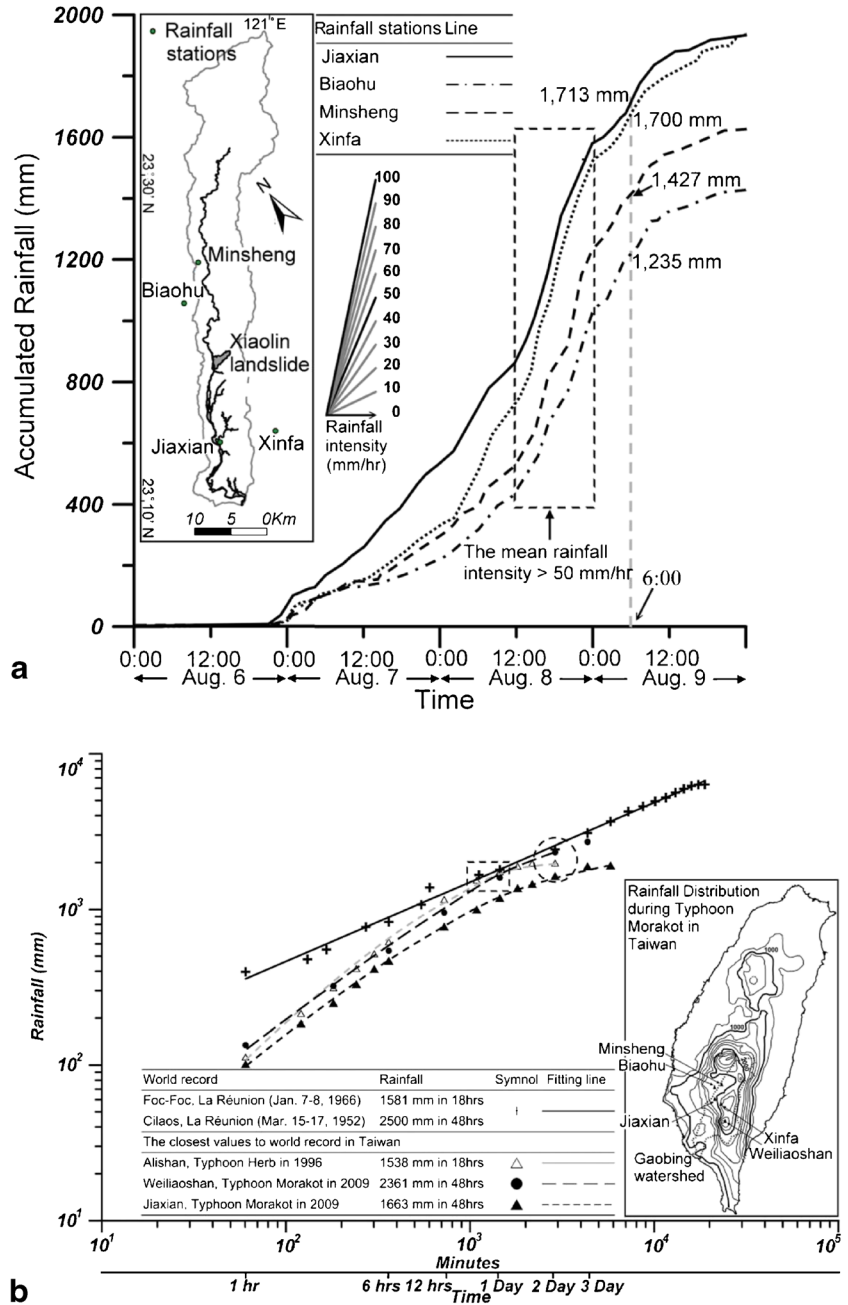 2000
1600
1200
800
400
0
Accumulated Rainfall (mm)
Rainfall
stations
121°E
23°30'N
23°10'N
N
Minsheng
Biaohu
Xiaolin
landslide
Jiaxian
Xinfa
10 5 0Km
Rainfall stations Line
Jiaxian
Biaohu
Minsheng
Xinfa
100
90
80
70
60
50
40
30
20
10
0
Rainfall
intensity
(mm/hr)
1,713 mm
1,700 mm
1,427 mm
1,235 mm
The mean rainfall
intensity > 50 mm/hr
6:00
0:00 12:00 0:00 12:00 0:00 12:00 0:00 12:00
Aug. 6 Aug. 7 Aug. 8 Aug. 9
Time
a
10⁴
10³
10²
10¹
Rainfall (mm)
Rainfall Distribution
during Typhoon
Morakot in
Taiwan
1000
1000
Minsheng
Biaohu
Jiaxian
Xinfa
Weiliaoshan
Gaobing
watershed
World record Rainfall Symnol Fitting line
Foc-Foc, La Réunion (Jan. 7-8, 1966) 1581 mm in 18hrs
Cilaos, La Réunion (Mar. 15-17, 1952) 2500 mm in 48hrs
The closest values to world record in Taiwan
Alishan, Typhoon Herb in 1996 1538 mm in 18hrs
Weiliaoshan, Typhoon Morakot in 2009 2361 mm in 48hrs
Jiaxian, Typhoon Morakot in 2009 1663 mm in 48hrs
10¹ 10² 10³ 10⁴ 10⁵
Minutes
1 hr 6 hrs 12 hrs 1 Day 2 Day 3 Day
Time
b